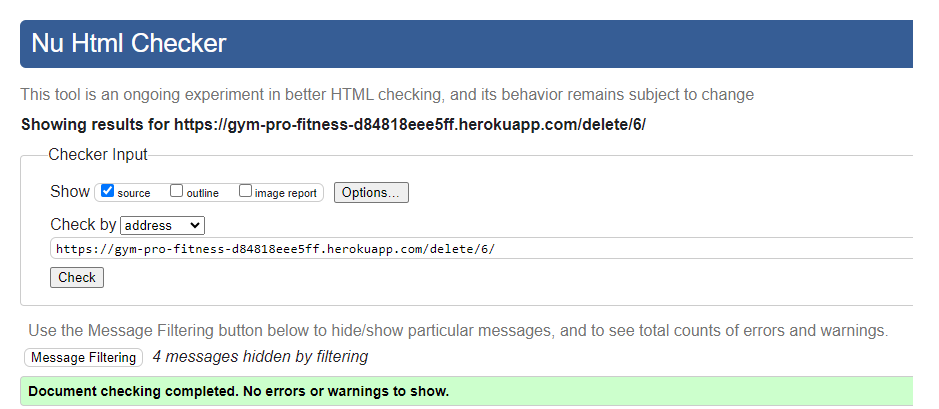 Nu Html Checker
This tool is an ongoing experiment in better HTML checking, and its behavior remains subject to change
Showing results for https://gym-pro-fitness-d84818eee5ff.herokuapp.com/delete/6/
Checker Input
Show source outline image report Options...
Check by address
https://gym-pro-fitness-d84818eee5ff.herokuapp.com/delete/6/
Check
Use the Message Filtering button below to hide/show particular messages, and to see total counts of errors and warnings.
Message Filtering 4 messages hidden by filtering
Document checking completed. No errors or warnings to show.